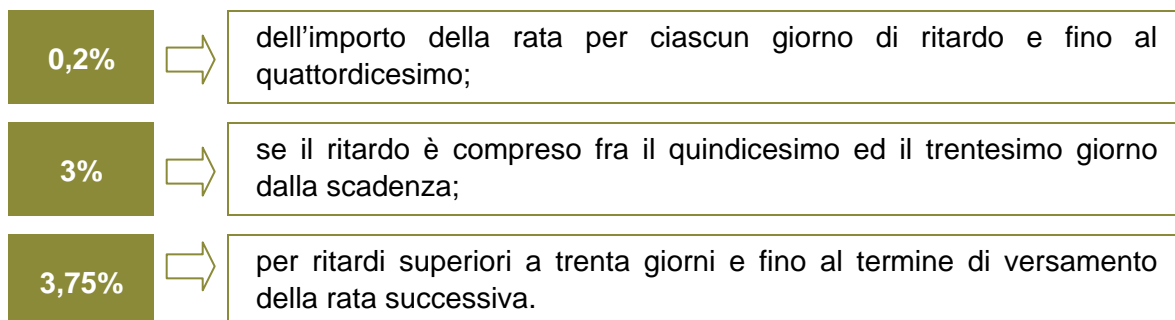 0,2%
dell'importo della rata per ciascun giorno di ritardo e fino al
quattordicesimo;
3%
se il ritardo è compreso fra il quindicesimo ed il trentesimo giorno
dalla scadenza;
3,75%
per ritardi superiori a trenta giorni e fino al termine di versamento
della rata successiva.